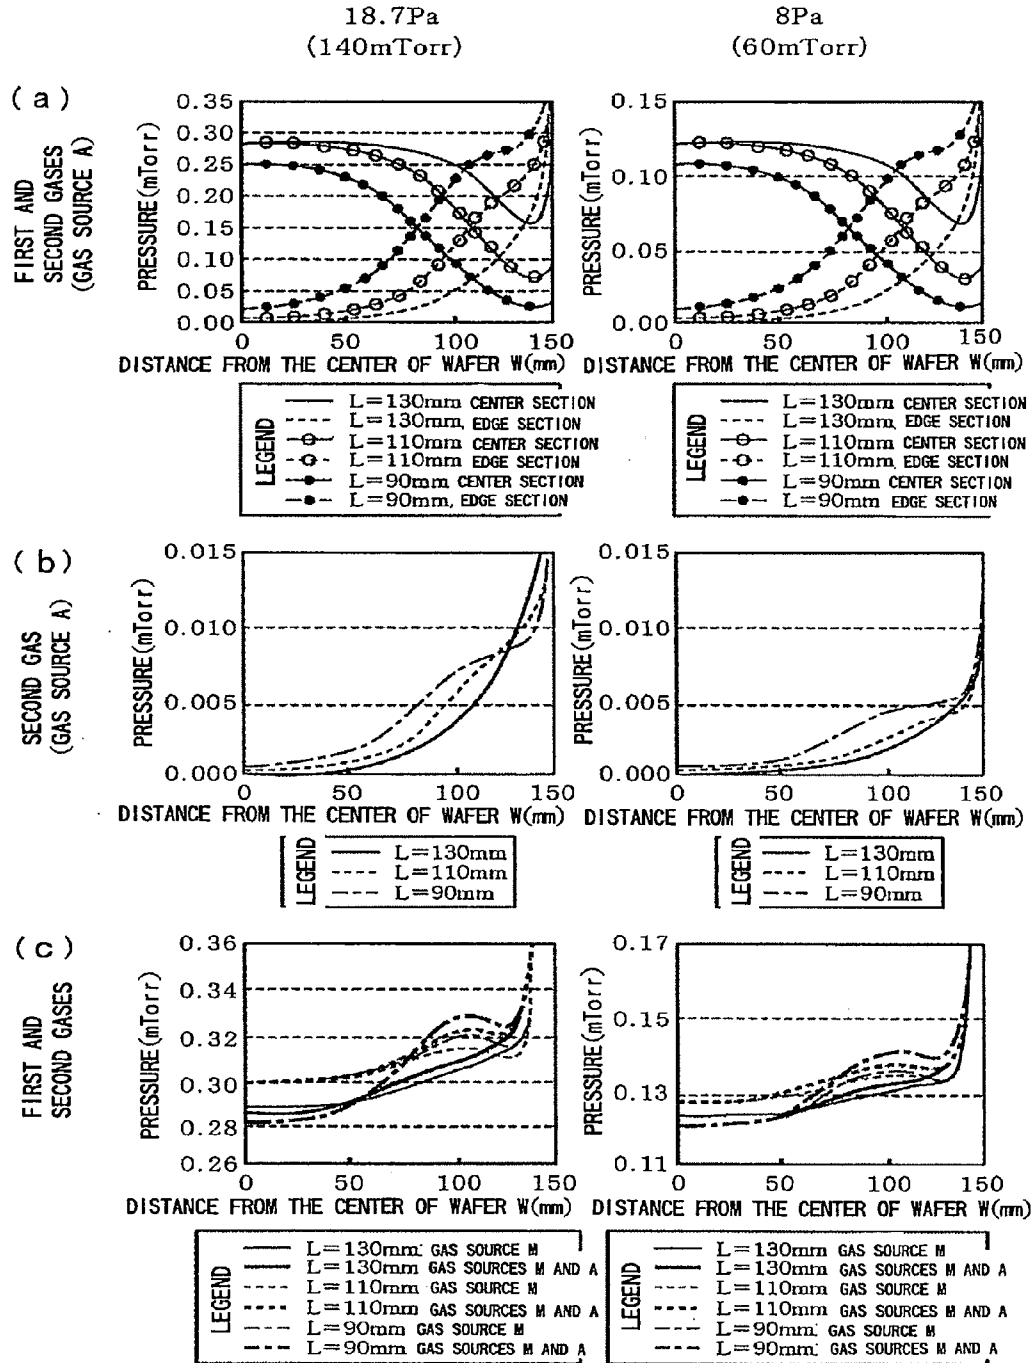 18.7Pa
(140mTorr)
8Pa
(60mTorr)
(a)
FIRST AND
SECOND GASES
(GAS SOURCE A)
PRESSURE(mTorr)
0.35
0.30
0.25
0.20
0.15
0.10
0.05
0.00
0 50 100 150
DISTANCE FROM THE CENTER OF WAFER W(mm)
LEGEND
L=130mm CENTER SECTION
L=130mm, EDGE SECTION
L=110mm CENTER SECTION
L=110mm, EDGE SECTION
L=90mm CENTER SECTION
L=90mm, EDGE SECTION
PRESSURE(mTorr)
0.15
0.10
0.05
0.00
0 50 100 150
DISTANCE FROM THE CENTER OF WAFER W(mm)
LEGEND
L=130mm CENTER SECTION
L=130mm, EDGE SECTION
L=110mm CENTER SECTION
L=110mm, EDGE SECTION
L=90mm CENTER SECTION
L=90mm, EDGE SECTION
(b)
SECOND GAS
(GAS SOURCE A)
PRESSURE(mTorr)
0.015
0.010
0.005
0.000
0 50 100 150
DISTANCE FROM THE CENTER OF WAFER W(mm)
LEGEND
L=130mm
L=110mm
L=90mm
PRESSURE(mTorr)
0.015
0.010
0.005
0.000
0 50 100 150
DISTANCE FROM THE CENTER OF WAFER W(mm)
LEGEND
L=130mm
L=110mm
L=90mm
(c)
FIRST AND
SECOND GASES
PRESSURE(mTorr)
0.36
0.34
0.32
0.30
0.28
0.26
0 50 100 150
DISTANCE FROM THE CENTER OF WAFER W(mm)
LEGEND
L=130mm: GAS SOURCE M
L=130mm GAS SOURCES M AND A
L=110mm GAS SOURCE M
L=110mm GAS SOURCES M AND A
L=90mm: GAS SOURCE M
L=90mm: GAS SOURCES M AND A
PRESSURE(mTorr)
0.17
0.15
0.13
0.11
0 50 100 150
DISTANCE FROM THE CENTER OF WAFER W(mm)
LEGEND
L=130mm GAS SOURCE M
L=130mm GAS SOURCES M AND A
L=110mm GAS SOURCE M
L=110mm GAS SOURCES M AND A
L=90mm: GAS SOURCE M
L=90mm: GAS SOURCES M AND A